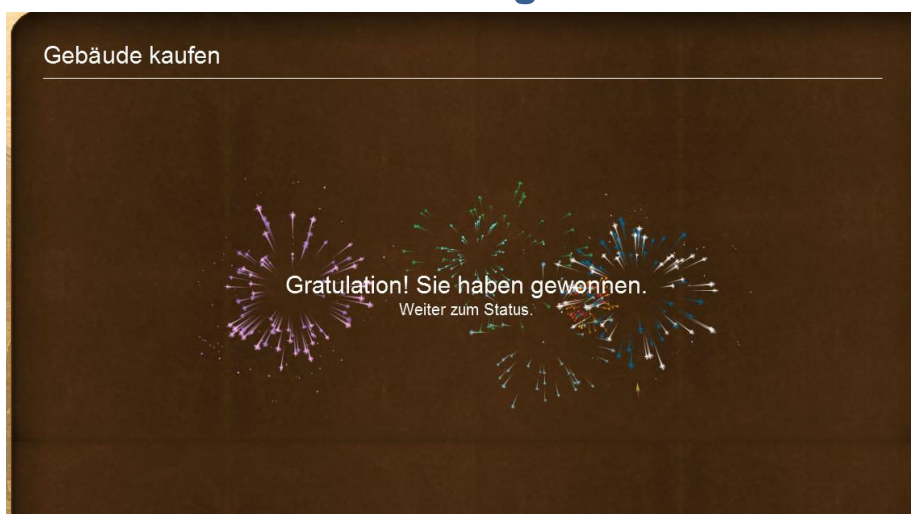 Gebäude kaufen
Gratulation! Sie haben gewonnen.
Weiter zum Status.